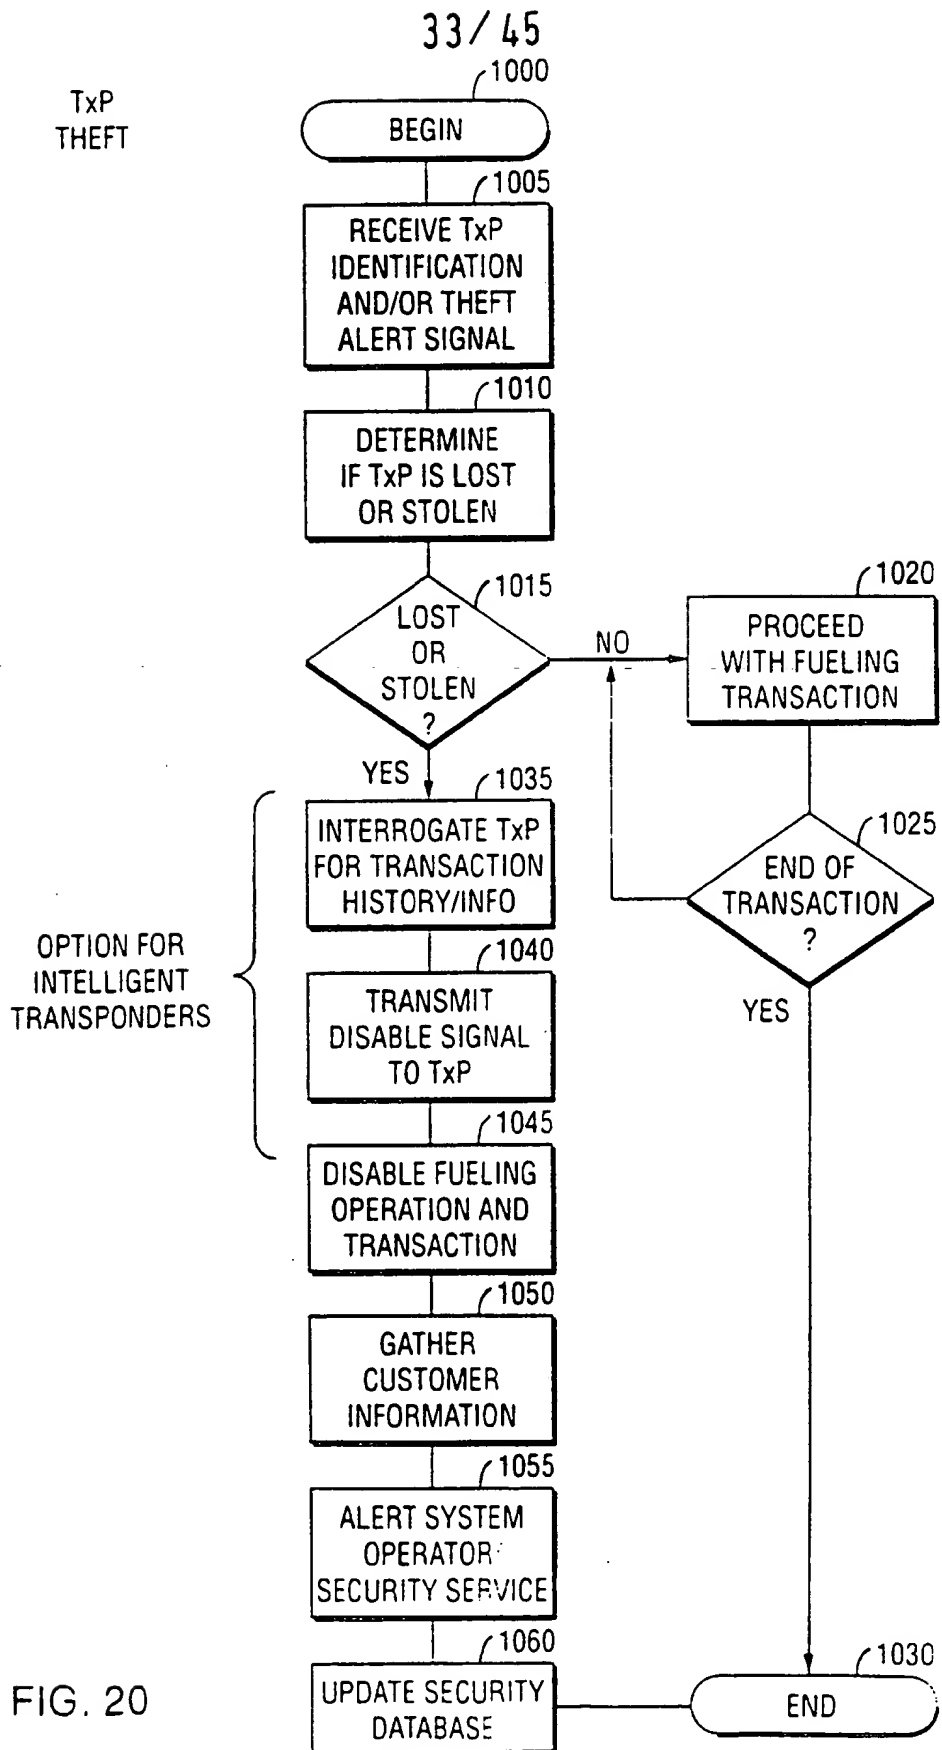 33/45
TxP
THEFT
1000
BEGIN
1005
RECEIVE TxP
IDENTIFICATION
AND/OR THEFT
ALERT SIGNAL
1010
DETERMINE
IF TxP IS LOST
OR STOLEN
1015
LOST
OR
STOLEN
?
NO
1020
PROCEED
WITH FUELING
TRANSACTION
1025
END OF
TRANSACTION
?
YES
YES
1035
INTERROGATE TxP
FOR TRANSACTION
HISTORY/INFO
OPTION FOR
INTELLIGENT
TRANSPONDERS
1040
TRANSMIT
DISABLE SIGNAL
TO TxP
1045
DISABLE FUELING
OPERATION AND
TRANSACTION
1050
GATHER
CUSTOMER
INFORMATION
1055
ALERT SYSTEM
OPERATOR
SECURITY SERVICE
1060
UPDATE SECURITY
DATABASE
1030
END
FIG. 20